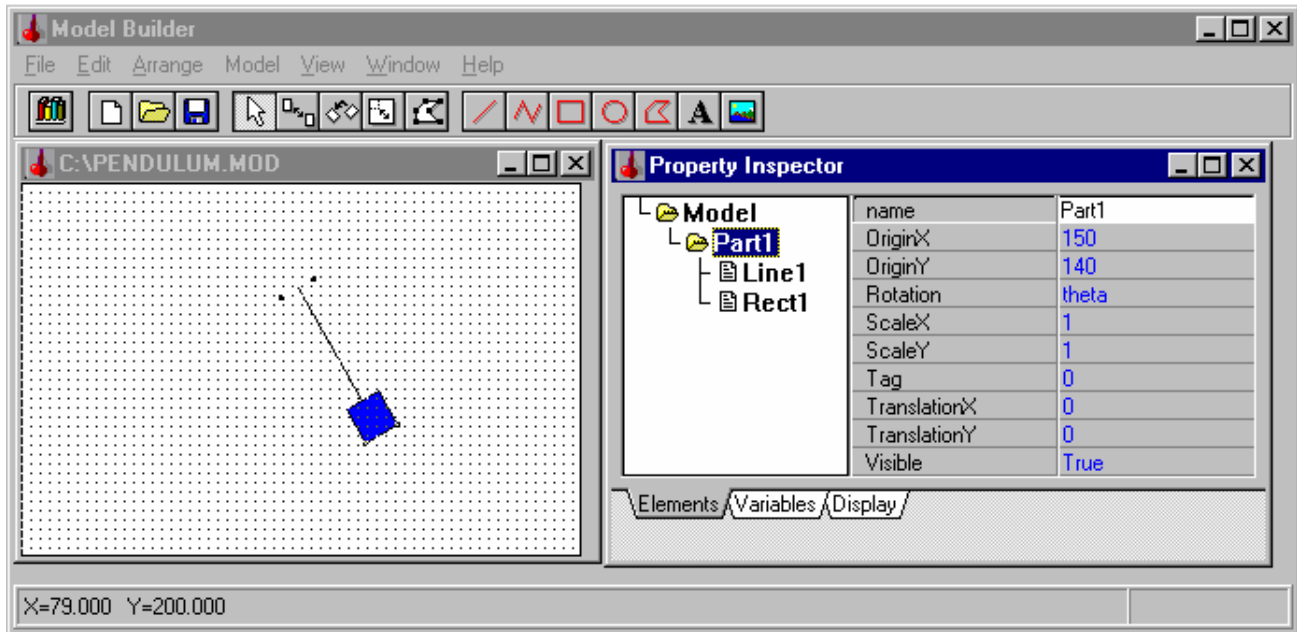 Model Builder
File Edit Arrange Model View Window Help
A
C:\PENDULUM.MOD
Property Inspector
Model
Part1
Line1
Rect1
name Part1
OriginX 150
OriginY 140
Rotation theta
ScaleX 1
ScaleY 1
Tag 0
TranslationX 0
TranslationY 0
Visible True
Elements Variables Display
X=79.000 Y=200.000